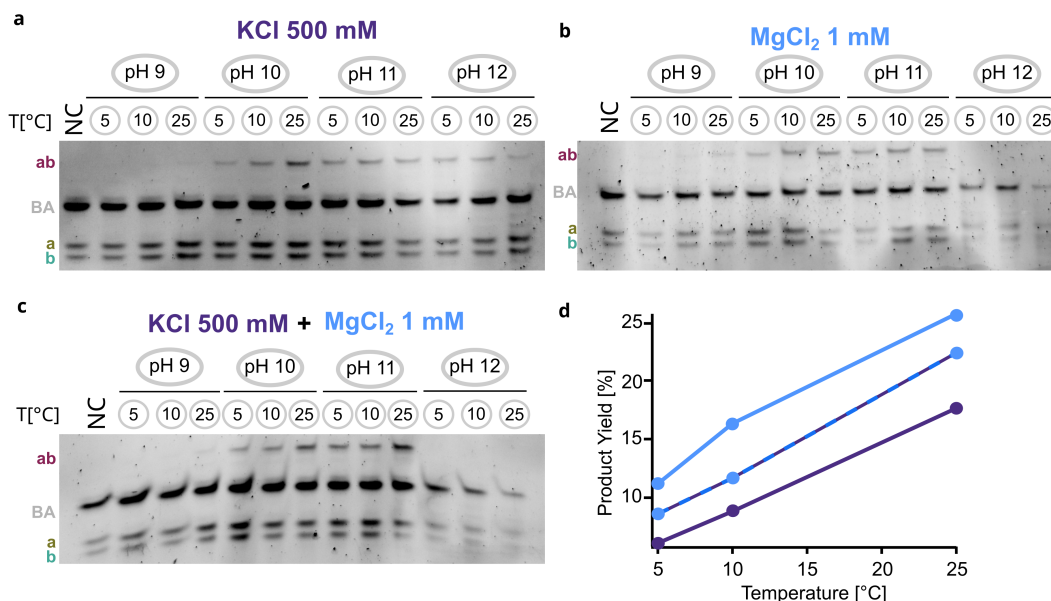 a
KCl 500 mM
pH 9 pH 10 pH 11 pH 12
NC
T[°C] 5 10 25 5 10 25 5 10 25 5 10 25
ab
BA
a
b
b
MgCl₂ 1 mM
pH 9 pH 10 pH 11 pH 12
NC
5 10 25 5 10 25 5 10 25 5 10 25
ab
BA
a
b
c
KCl 500 mM + MgCl₂ 1 mM
pH 9 pH 10 pH 11 pH 12
NC
T[°C] 5 10 25 5 10 25 5 10 25 5 10 25
ab
BA
a
b
d
Product Yield [%]
25
20
15
10
5 10 15 20 25
Temperature [°C]